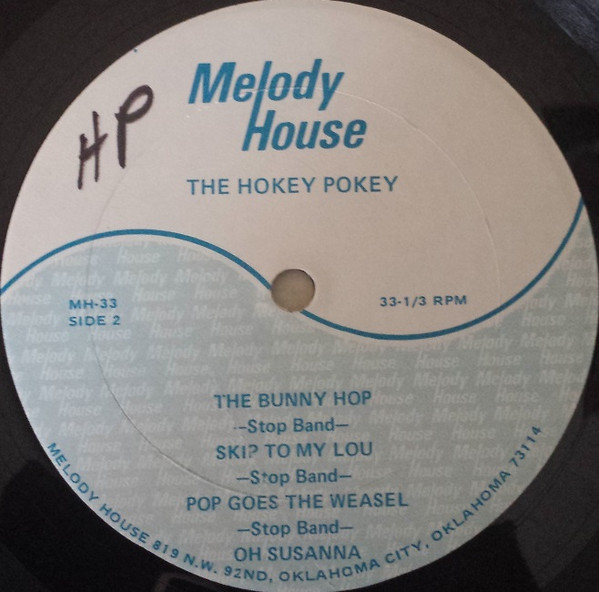 HP
Melody
House
THE HOKEY POKEY
MH-33
SIDE 2
33-1/3 RPM
THE BUNNY HOP
--Stop Band—
SKIP TO MY LOU
—Stop Band—
POP GOES THE WEASEL
—Stop Band—
OH SUSANNA
MELODY HOUSE 819 N.W. 92ND, OKLAHOMA CITY, OKLAHOMA 73114